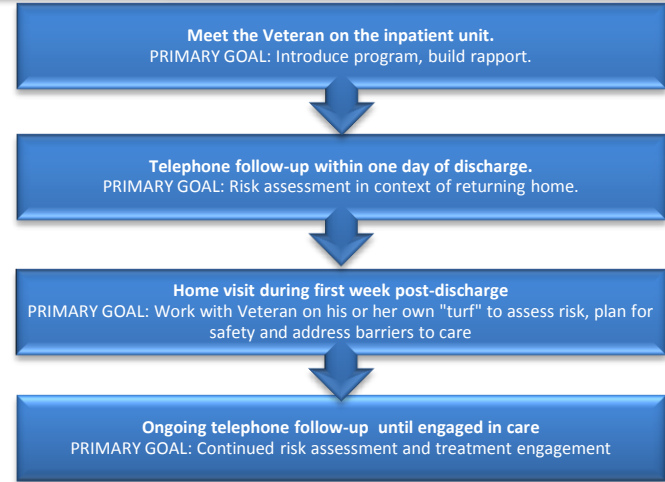 Meet the Veteran on the inpatient unit.
PRIMARY GOAL: Introduce program, build rapport.
Telephone follow-up within one day of discharge.
PRIMARY GOAL: Risk assessment in context of returning home.
Home visit during first week post-discharge
PRIMARY GOAL: Work with Veteran on his or her own "turf" to assess risk, plan for
safety and address barriers to care
Ongoing telephone follow-up  until engaged in care
PRIMARY GOAL: Continued risk assessment and treatment engagement